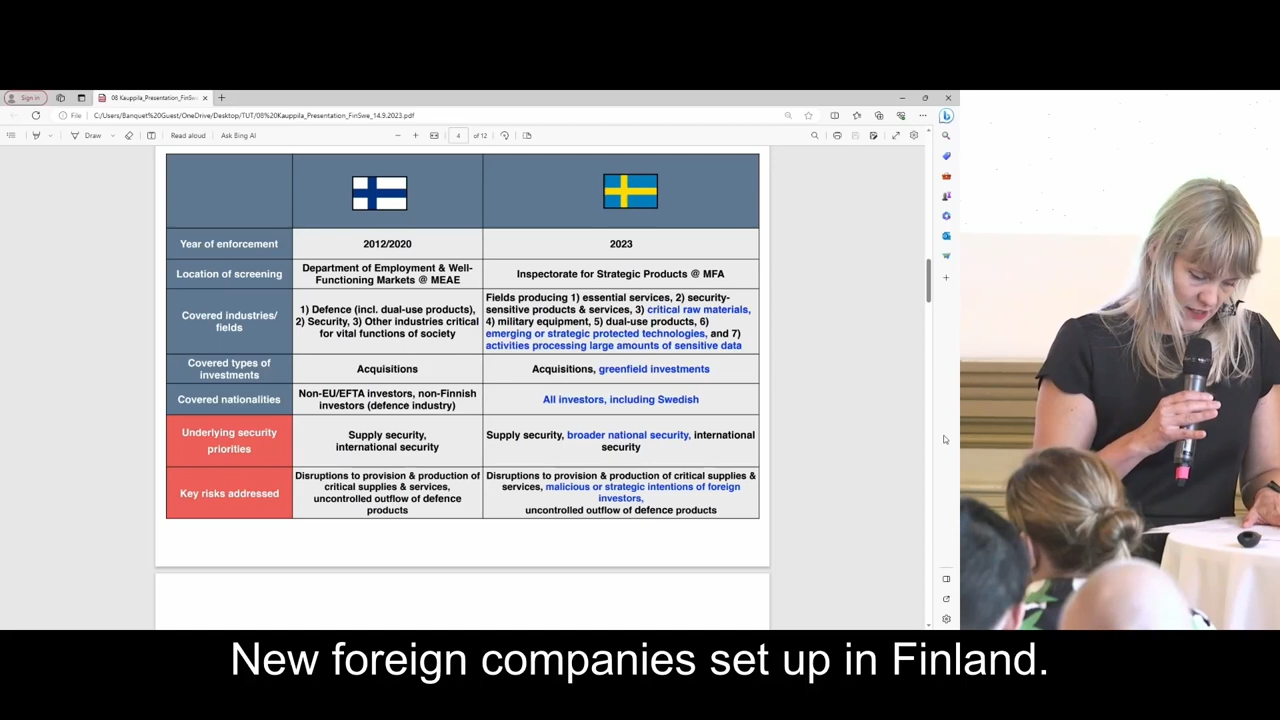 Sign in
08 Kauppila_Presentation_FinSwe
File
C:/Users/Banquet%20Guest/OneDrive/Desktop/TUT/08%20Kauppila_Presentation_FinSwe_14.9.2023.pdf
Draw
Read aloud
Ask Bing AI
4
of 12
Year of enforcement
2012/2020
2023
Location of screening
Department of Employment & Well-
Functioning Markets @ MEAE
Inspectorate for Strategic Products @ MFA
Covered industries/
fields
1) Defence (incl. dual-use products),
2) Security, 3) Other industries critical
for vital functions of society
Fields producing 1) essential services, 2) security-
sensitive products & services, 3) critical raw materials,
4) military equipment, 5) dual-use products, 6)
emerging or strategic protected technologies, and 7)
activities processing large amounts of sensitive data
Covered types of
investments
Acquisitions
Acquisitions, greenfield investments
Covered nationalities
Non-EU/EFTA investors, non-Finnish
investors (defence industry)
All investors, including Swedish
Underlying security
priorities
Supply security,
international security
Supply security, broader national security, international
security
Key risks addressed
Disruptions to provision & production of
critical supplies & services,
uncontrolled outflow of defence
products
Disruptions to provision & production of critical supplies &
services, malicious or strategic intentions of foreign
investors,
uncontrolled outflow of defence products
New foreign companies set up in Finland.